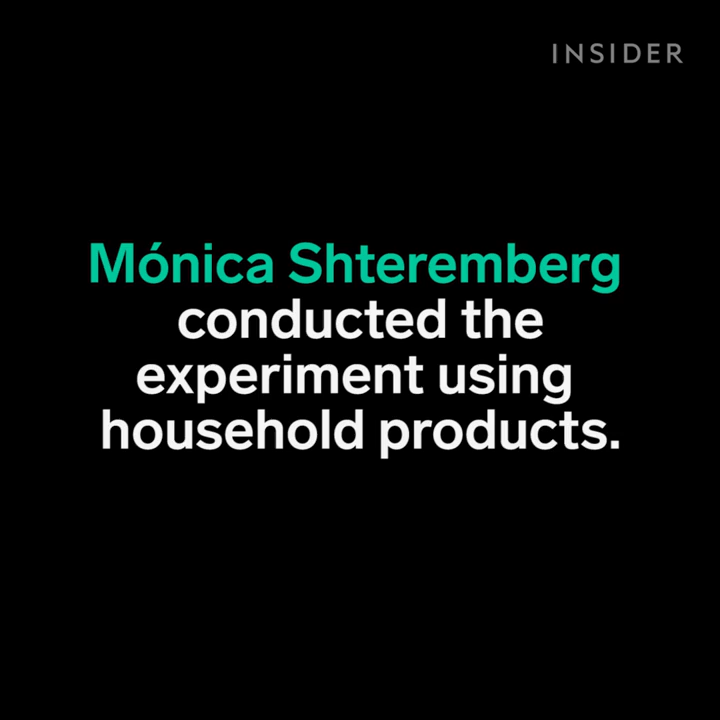 INSIDER
Mónica Shteremberg
conducted the
experiment using
household products.